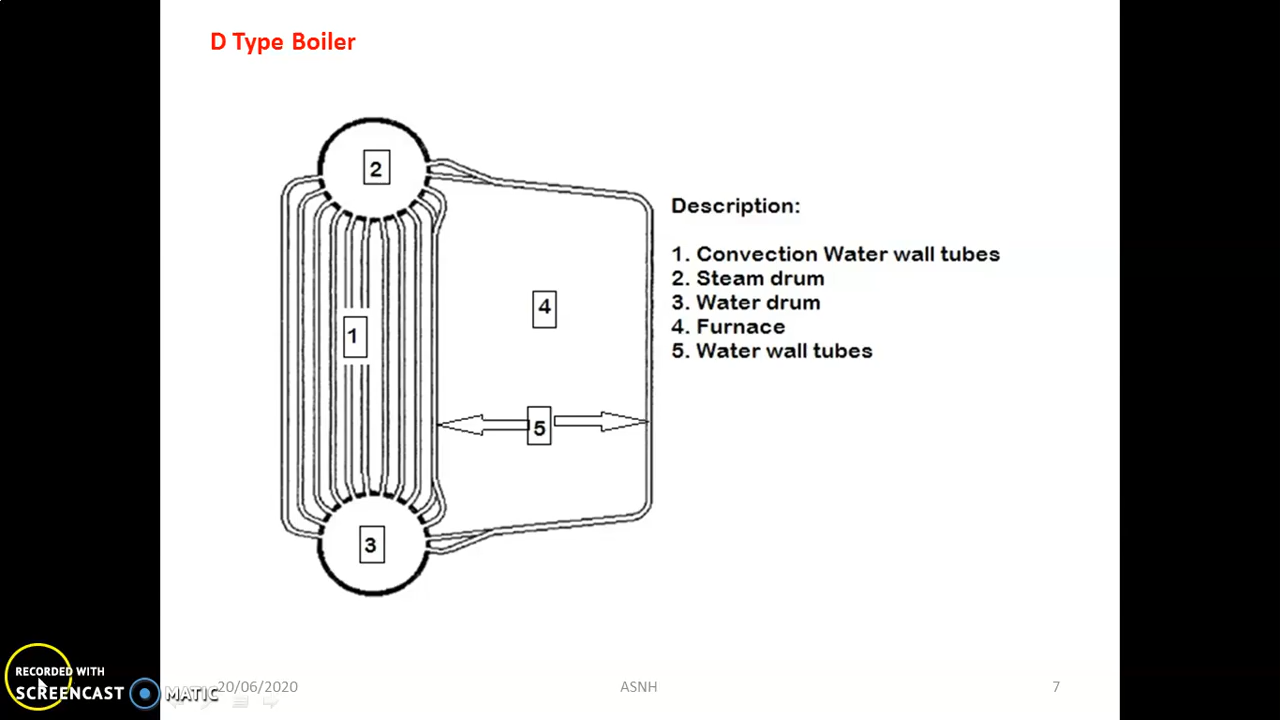 D Type Boiler
2
Description:
1. Convection Water wall tubes
2. Steam drum
3. Water drum
4. Furnace
5. Water wall tubes
4
1
5
3
RECORDED WITH
SCREENCAST MATIC
20/06/2020
ASNH
7